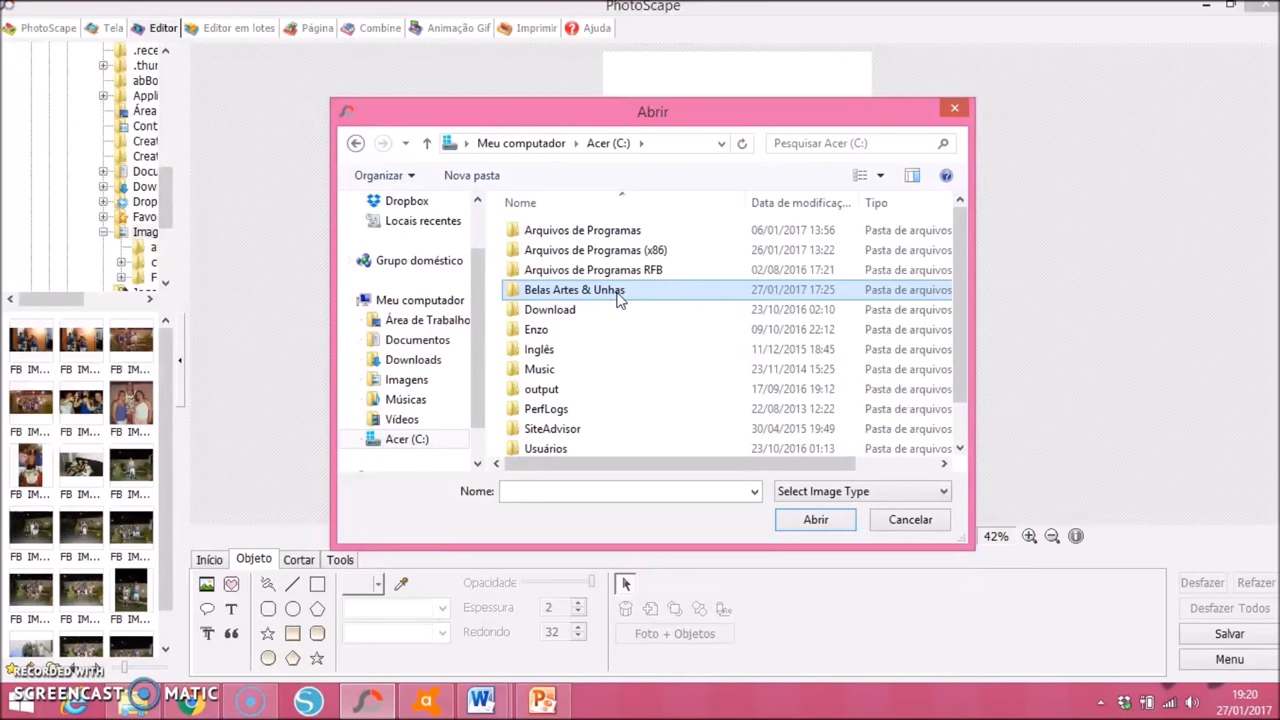 PhotoScape
PhotoScape Tela Editor Editor em lotes Página Combine Animação Gif Imprimir Ajuda
.rece
.thur
abBo
Appli
Área
Cont
Creat
Creat
Docu
Dow
Drop
Favo
Imag
a
c
F
FB IM... FB IM... FB IM...
FB IM... FB IM... FB IM...
FB IM... FB IM... FB IM...
FB IM... FB IM... FB IM...
FB IM... FB IM... FB IM...
Abrir
Meu computador Acer (C:) Pesquisar Acer (C:)
Organizar Nova pasta
Dropbox
Locais recentes
Grupo doméstico
Meu computador
Área de Trabalho
Documentos
Downloads
Imagens
Músicas
Vídeos
Acer (C:)
Nome Data de modificaç... Tipo
Arquivos de Programas 06/01/2017 13:56 Pasta de arquivos
Arquivos de Programas (x86) 26/01/2017 13:22 Pasta de arquivos
Arquivos de Programas RFB 02/08/2016 17:21 Pasta de arquivos
Belas Artes & Unhas 27/01/2017 17:25 Pasta de arquivos
Download 23/10/2016 02:10 Pasta de arquivos
Enzo 09/10/2016 22:12 Pasta de arquivos
Inglês 11/12/2015 18:45 Pasta de arquivos
Music 23/11/2014 15:25 Pasta de arquivos
output 17/09/2016 19:12 Pasta de arquivos
PerfLogs 22/08/2013 12:22 Pasta de arquivos
SiteAdvisor 30/04/2015 19:49 Pasta de arquivos
Usuários 23/10/2016 01:13 Pasta de arquivos
Nome: Select Image Type
Abrir Cancelar
42%
Início Objeto Cortar Tools
Opacidade
Espessura 2
Redondo 32
Foto + Objetos
Desfazer Refazer
Desfazer Todos
Salvar
Menu
RECORDED WITH
SCREENCAST MATIC
19:20
27/01/2017